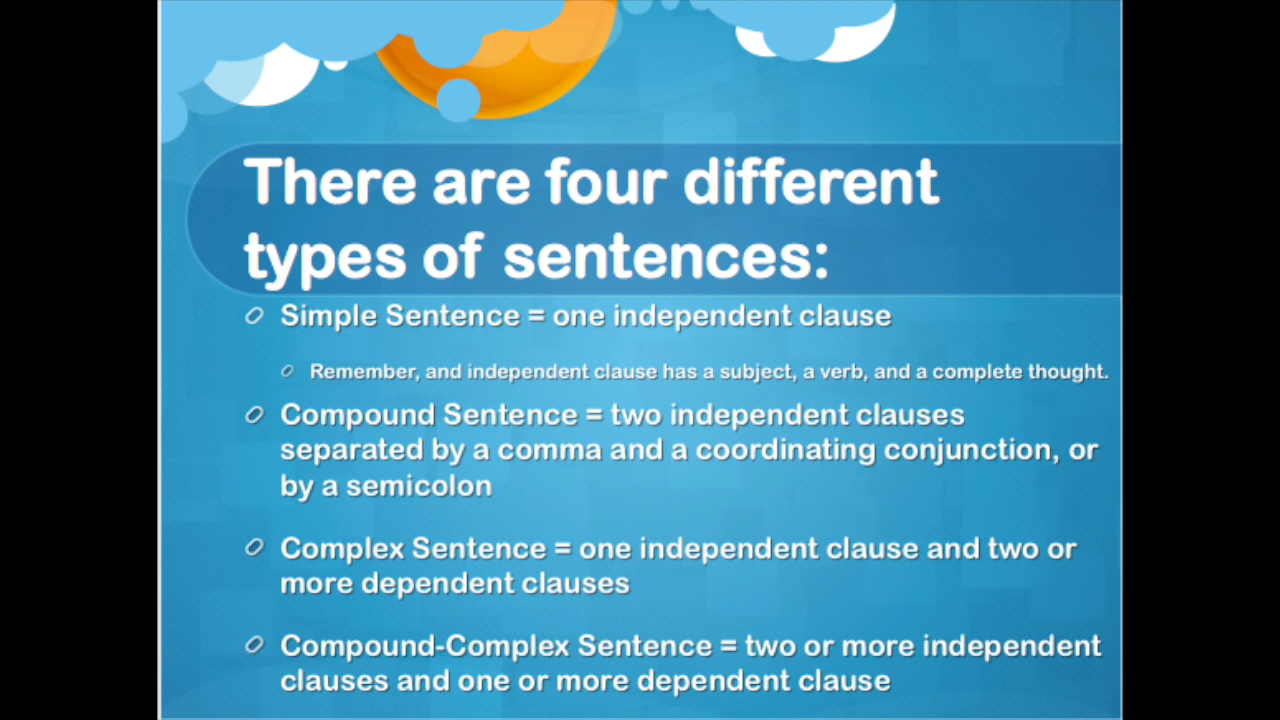 There are four different
types of sentences:
Simple Sentence = one independent clause
Remember, and independent clause has a subject, a verb, and a complete thought.
Compound Sentence = two independent clauses
separated by a comma and a coordinating conjunction, or
by a semicolon
Complex Sentence = one independent clause and two or
more dependent clauses
Compound-Complex Sentence = two or more independent
clauses and one or more dependent clause